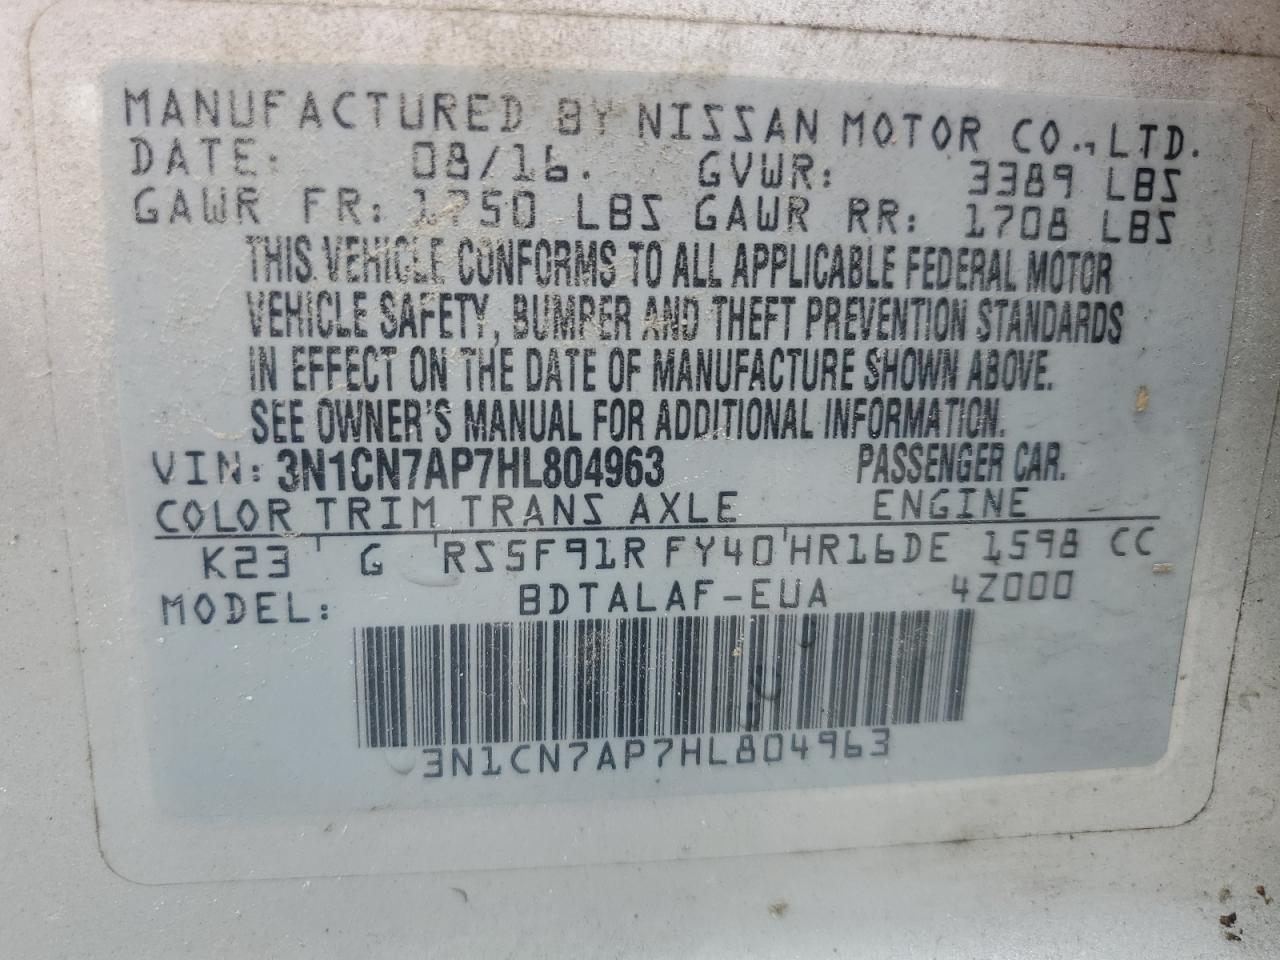 MANUFACTURED BY NISSAN MOTOR CO., LTD.
DATE: 08/16. GVWR: 3389 LBS
GAWR FR: 1750 LBS GAWR RR: 1708 LBS
THIS VEHICLE CONFORMS TO ALL APPLICABLE FEDERAL MOTOR
VEHICLE SAFETY, BUMPER AND THEFT PREVENTION STANDARDS
IN EFFECT ON THE DATE OF MANUFACTURE SHOWN ABOVE.
SEE OWNER'S MANUAL FOR ADDITIONAL INFORMATION.
VIN: 3N1CN7AP7HL804963 PASSENGER CAR.
COLOR TRIM TRANS AXLE ENGINE
K23 G RS5F91R FY40 HR16DE 1598 CC
MODEL: BDTALAF-EUA 4Z000
3N1CN7AP7HL804963